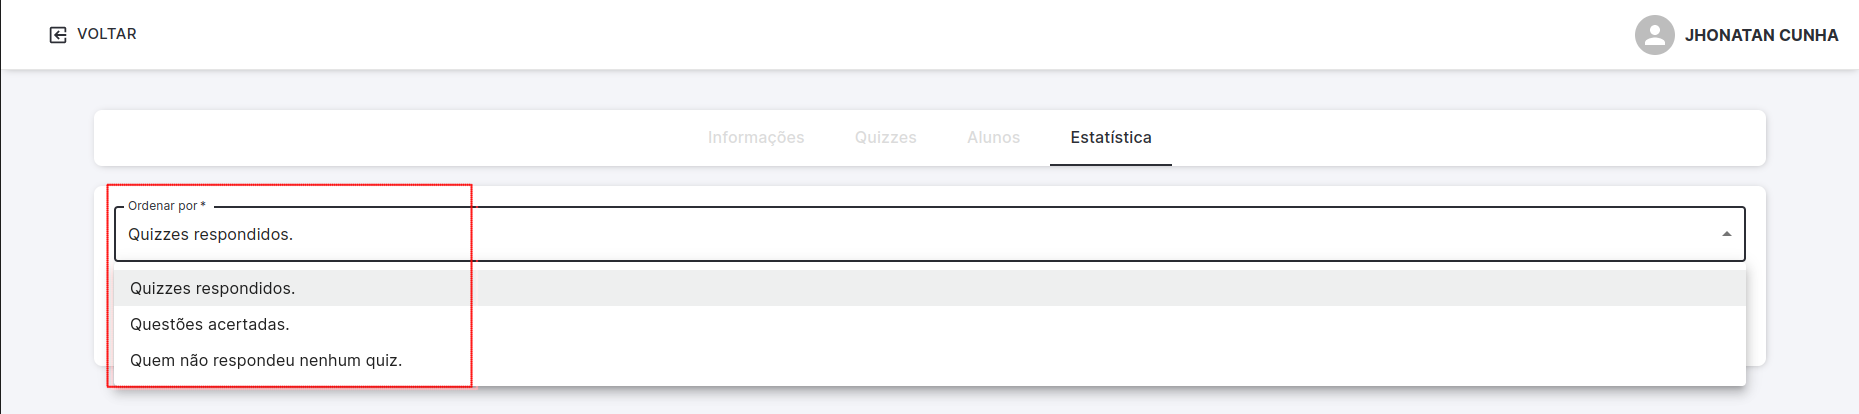 VOLTAR
JHONATAN CUNHA
Informações
Quizzes
Alunos
Estatística
Ordenar por *
Quizzes respondidos.
Quizzes respondidos.
Questões acertadas.
Quem não respondeu nenhum quiz.